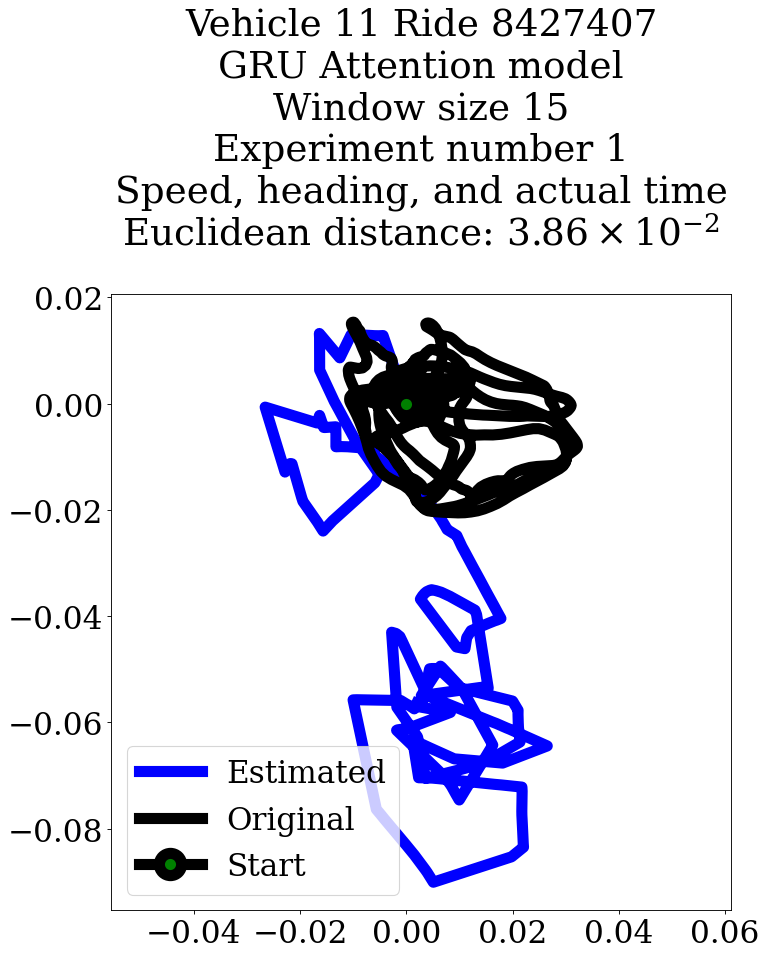 Vehicle 11 Ride 8427407
GRU Attention model
Window size 15
Experiment number 1
Speed, heading, and actual time
Euclidean distance: 3.86 × 10⁻²
0.02
0.00
−0.02
−0.04
−0.06
−0.08
Estimated
Original
Start
−0.04 −0.02 0.00 0.02 0.04 0.06